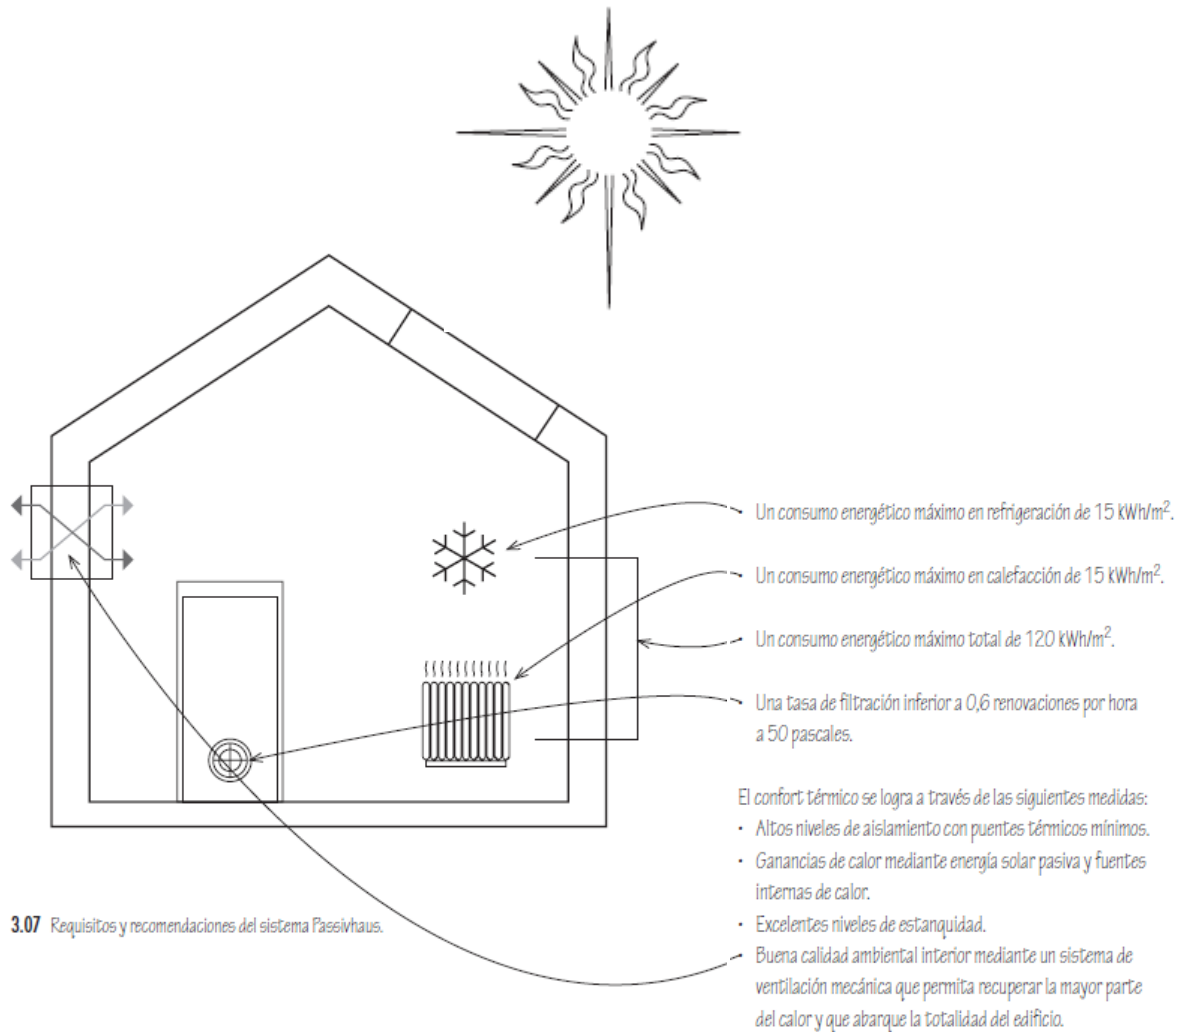 • Un consumo energético máximo en refrigeración de 15 kWh/m².
• Un consumo energético máximo en calefacción de 15 kWh/m².
• Un consumo energético máximo total de 120 kWh/m².
• Una tasa de filtración inferior a 0,6 renovaciones por hora
a 50 pascales.
El confort térmico se logra a través de las siguientes medidas:
• Altos niveles de aislamiento con puentes térmicos mínimos.
• Ganancias de calor mediante energía solar pasiva y fuentes
internas de calor.
• Excelentes niveles de estanquidad.
• Buena calidad ambiental interior mediante un sistema de
ventilación mecánica que permita recuperar la mayor parte
del calor y que abarque la totalidad del edificio.
3.07 Requisitos y recomendaciones del sistema Passivhaus.